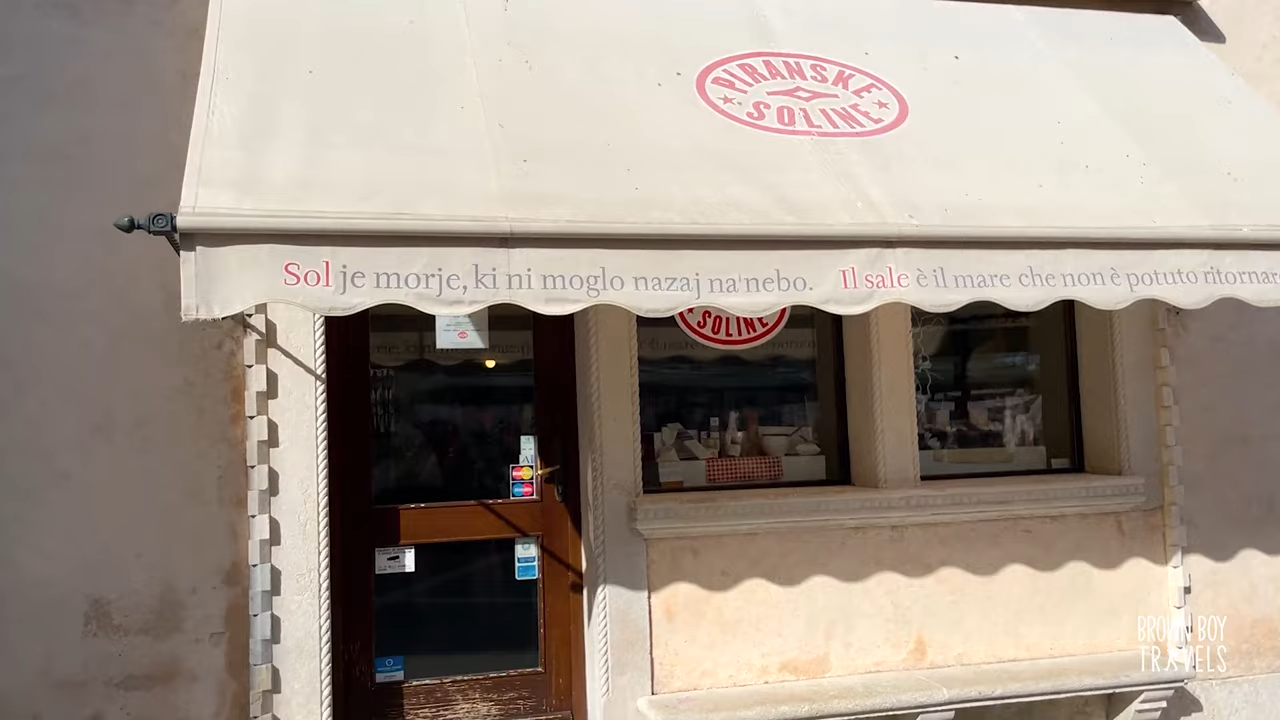 PIRANSKE
SOLINE
Sol je morje, ki ni moglo nazaj na nebo. Il sale è il mare che non è potuto ritornare
SOLINE
BROWN BOY
TRAVELS